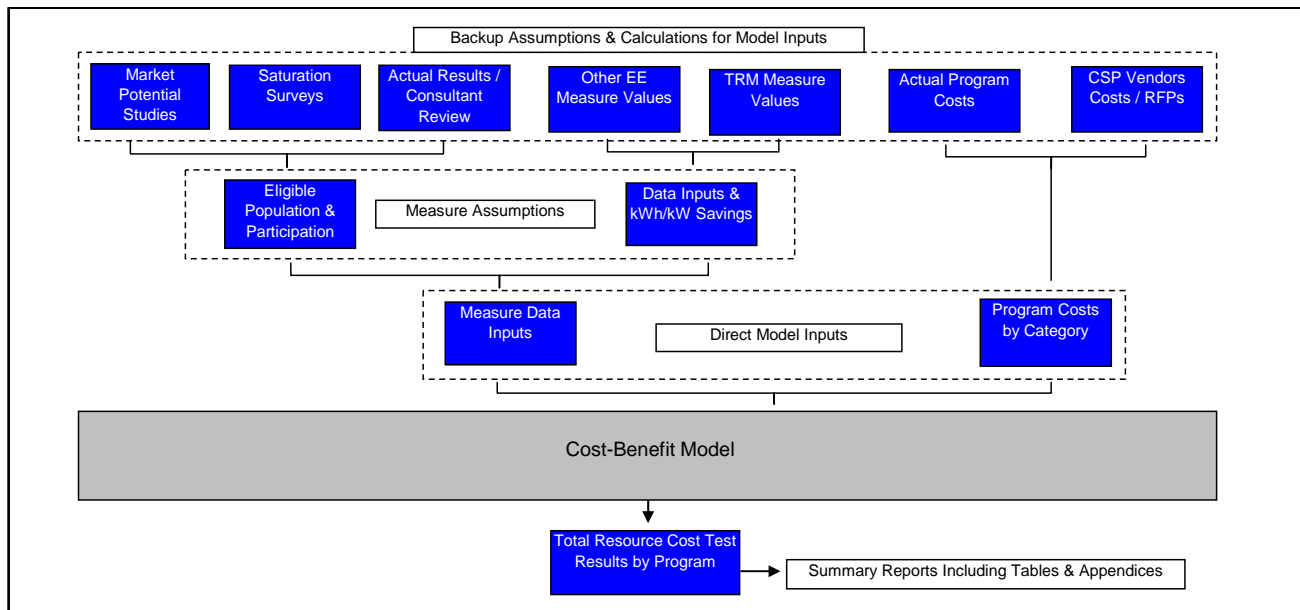 Backup Assumptions & Calculations for Model Inputs
Market
Potential
Studies
Saturation
Surveys
Actual Results /
Consultant
Review
Other EE
Measure Values
TRM Measure
Values
Actual Program
Costs
CSP Vendors
Costs / RFPs
Eligible
Population &
Participation
Measure Assumptions
Data Inputs &
kWh/kW Savings
Measure Data
Inputs
Direct Model Inputs
Program Costs
by Category
Cost-Benefit Model
Total Resource Cost Test
Results by Program
Summary Reports Including Tables & Appendices